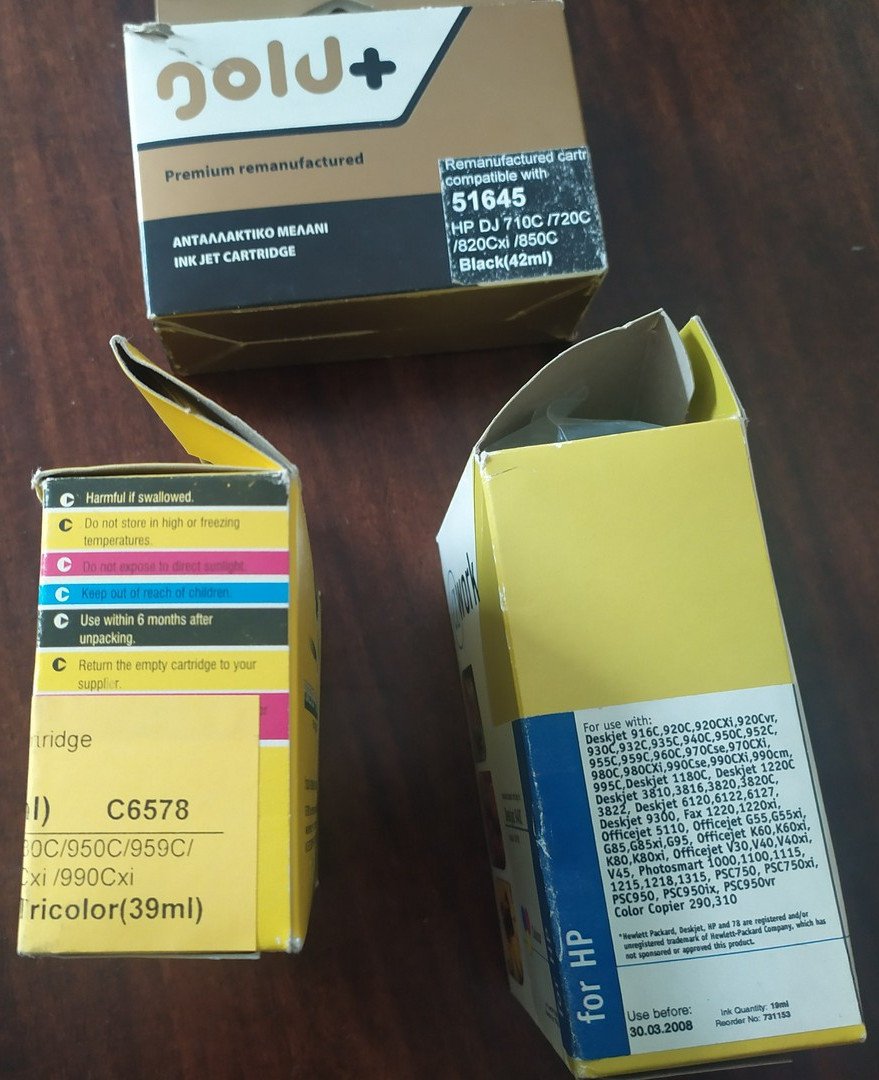 gold+
Premium remanufactured
ΑΝΤΑΛΛΑΚΤΙΚΟ ΜΕΛΑΝΙ
INK JET CARTRIDGE
Remanufactured cartr
compatible with
51645
HP DJ 710C /720C
/820Cxi /850C
Black(42ml)
Harmful if swallowed.
Do not store in high or freezing
temperatures.
Do not expose to direct sunlight.
Keep out of reach of children.
Use within 6 months after
unpacking.
Return the empty cartridge to your
supplier.
rtridge
l) C6578
30C/950C/959C/
Cxi /990Cxi
Tricolor(39ml)
work
for HP
For use with:
Deskjet 916C,920C,920CXi,920Cvr,
930C,932C,935C,940C,950C,952C,
955C,959C,960C,970Cse,970CXi,
980C,980CXi,990Cse,990CXi,990cm,
995C,Deskjet 1180C, Deskjet 1220C
Deskjet 3810,3816,3820,3820C,
3822, Deskjet 6120,6122,6127,
Deskjet 9300, Fax 1220,1220xi,
Officejet 5110, Officejet G55,G55xi,
G85,G85xi,G95, Officejet K60,K60xi,
K80,K80xi, Officejet V30,V40,V40xi,
V45, Photosmart 1000,1100,1115,
1215,1218,1315, PSC750, PSC750xi,
PSC950, PSC950ix, PSC950vr
Color Copier 290,310
*Hewlett Packard, Deskjet, HP and 78 are registered and/or
unregistered trademark of Hewlett-Packard Company, which has
not sponsored or approved this product.
Use before:
30.03.2008
Ink Quantity: 19ml
Reorder No: 731153